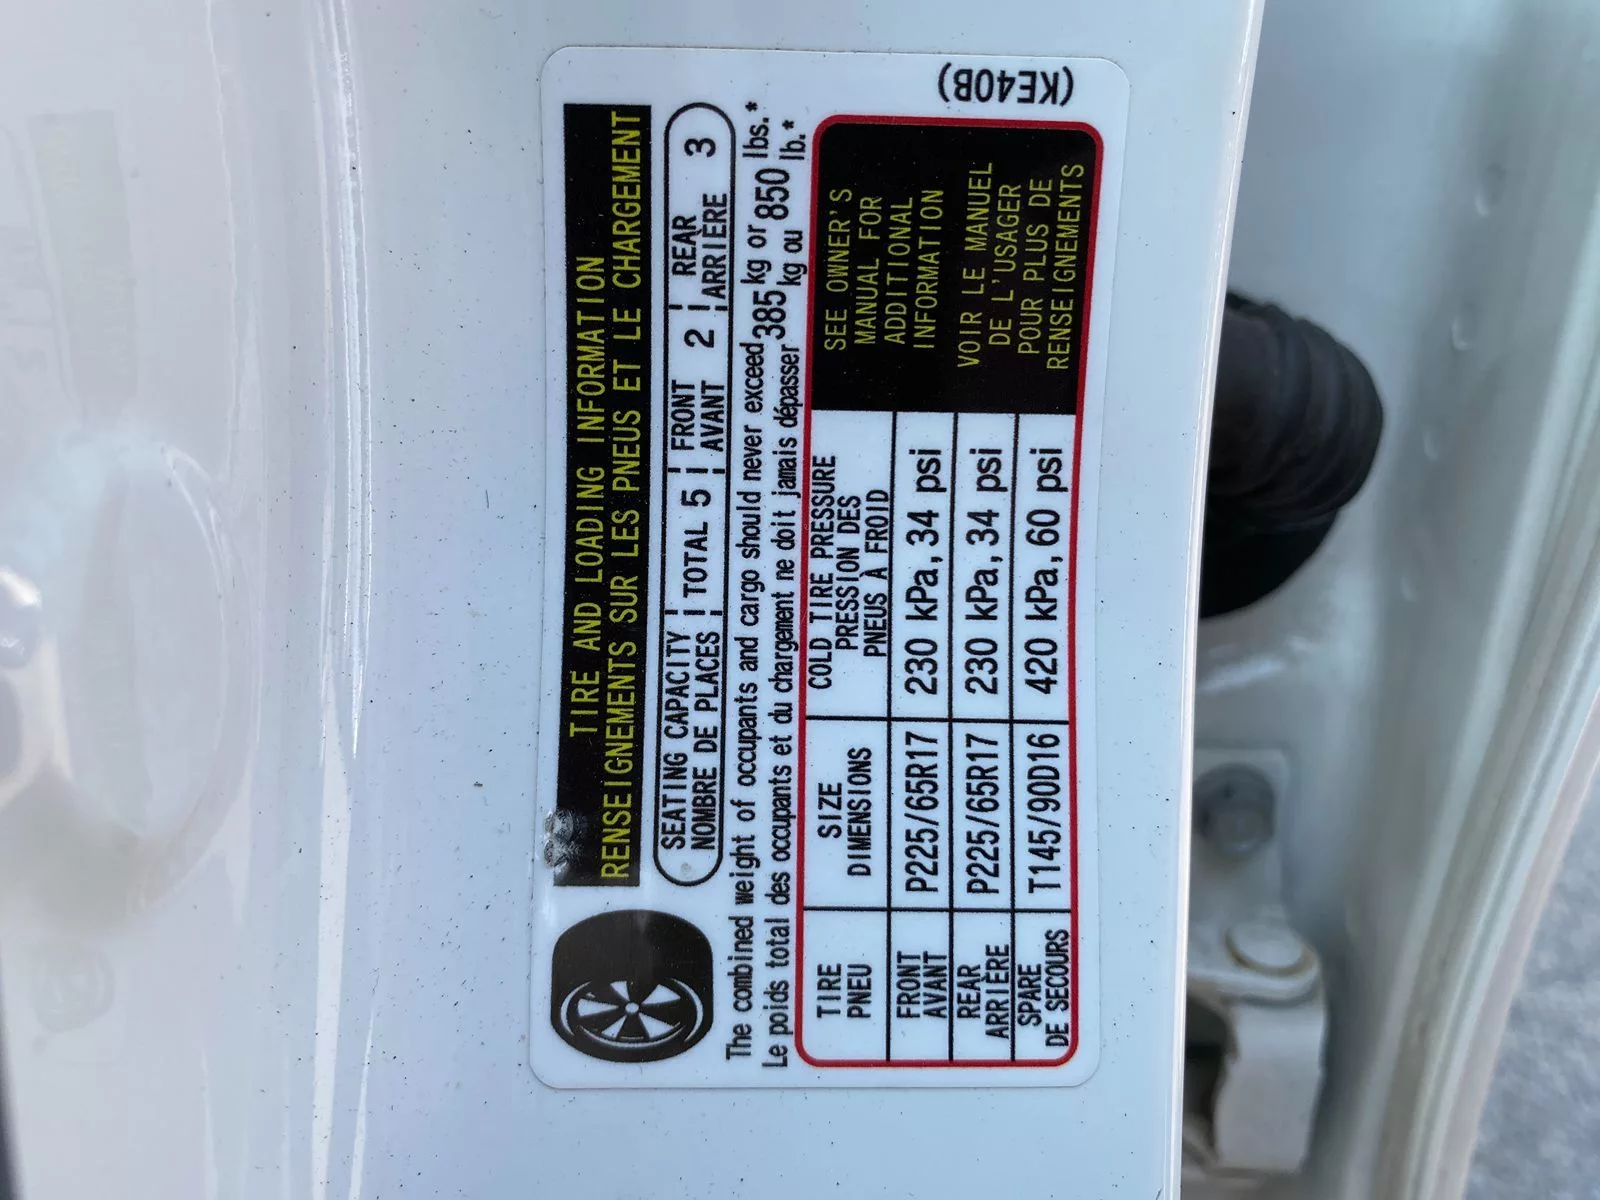 (KE40B)
TIRE AND LOADING INFORMATION
RENSEIGNEMENTS SUR LES PNEUS ET LE CHARGEMENT
SEATING CAPACITY TOTAL 5 FRONT 2 REAR 3
NOMBRE DE PLACES AVANT ARRIÈRE
The combined weight of occupants and cargo should never exceed 385 kg or 850 lbs.*
Le poids total des occupants et du chargement ne doit jamais dépasser 385 kg ou 850 lb.*
TIRE
PNEU
SIZE
DIMENSIONS
COLD TIRE PRESSURE
PRESSION DES
PNEUS À FROID
FRONT
AVANT
P225/65R17
230 kPa, 34 psi
REAR
ARRIÈRE
P225/65R17
230 kPa, 34 psi
SPARE
DE SECOURS
T145/90D16
420 kPa, 60 psi
SEE OWNER'S
MANUAL FOR
ADDITIONAL
INFORMATION
VOIR LE MANUEL
DE L'USAGER
POUR PLUS DE
RENSEIGNEMENTS